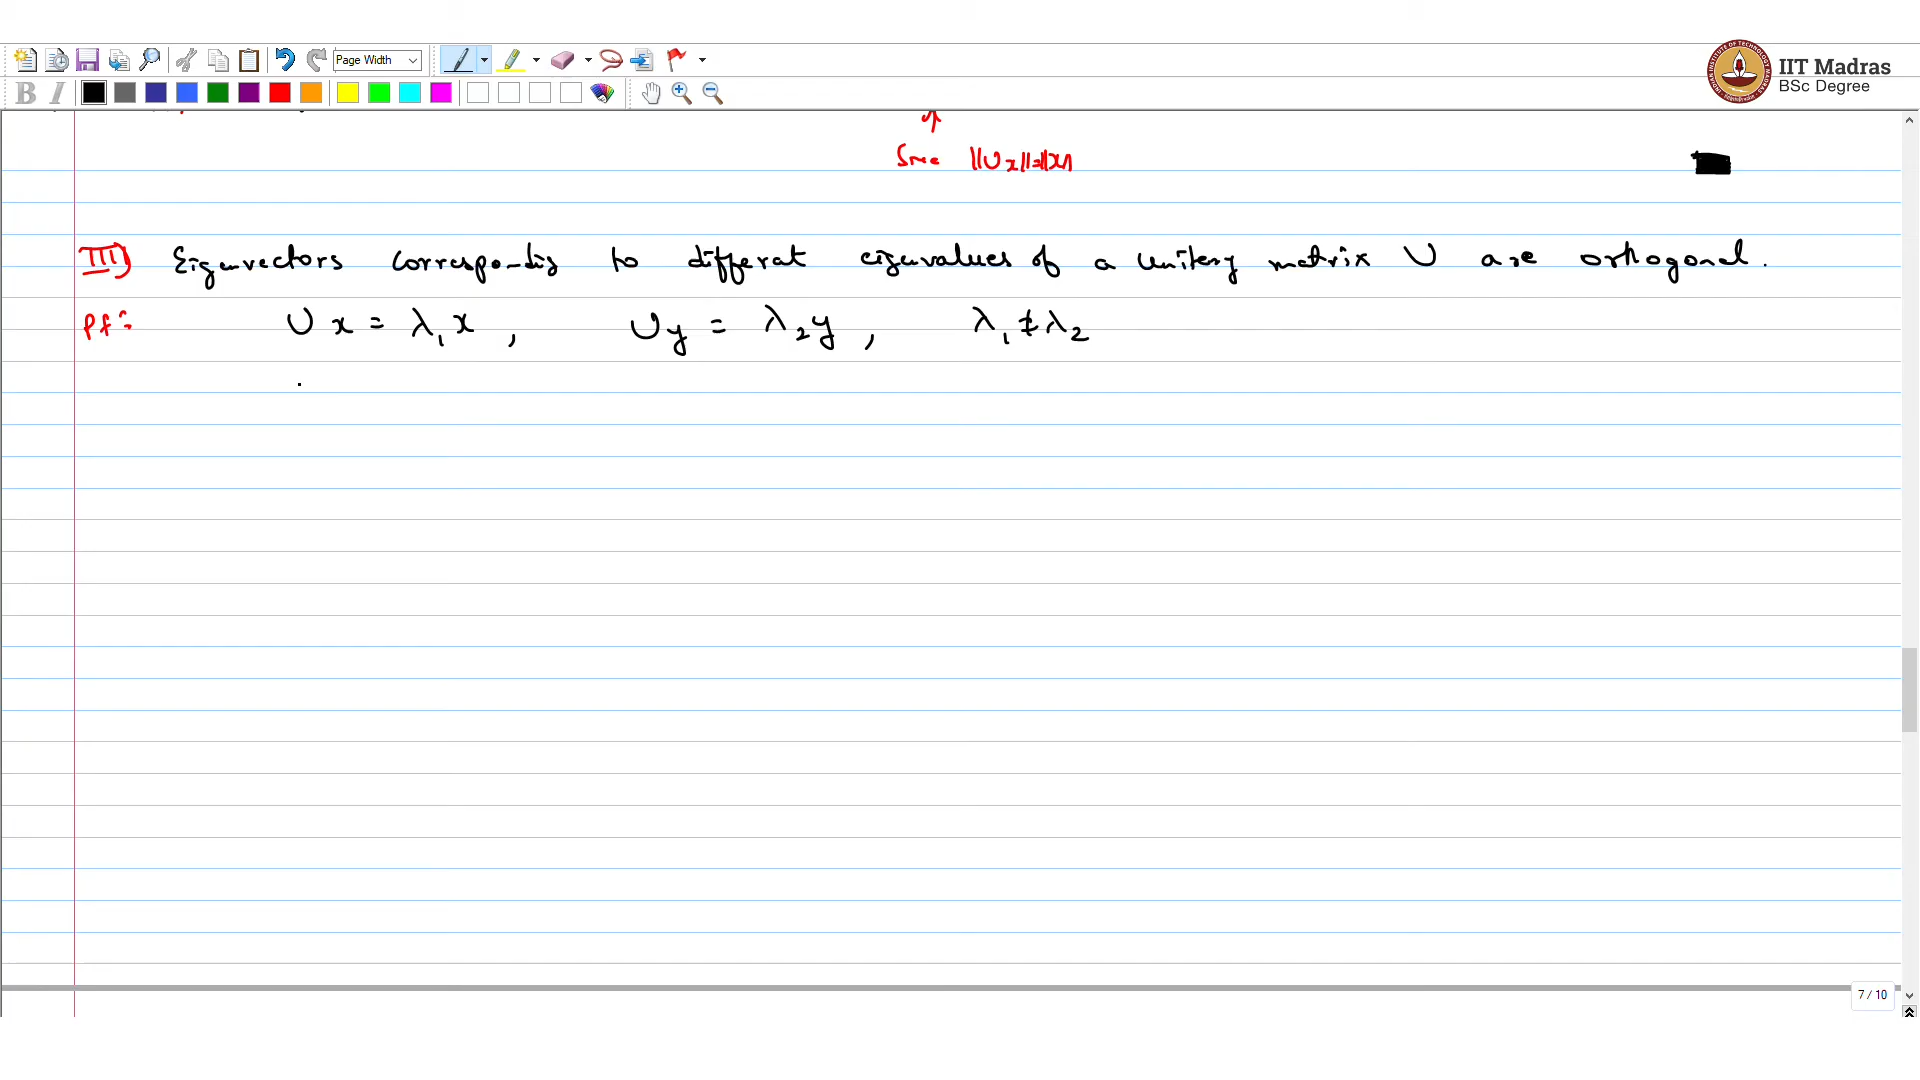 Page Width
IIT Madras
BSc Degree
B I
Since ||Ux||=||x||
III) Eigenvectors corresponding to different eigenvalues of a unitary matrix U are orthogonal.
Pf: Ux = λ₁x , Uy = λ₂y , λ₁ ≠ λ₂
7 / 10